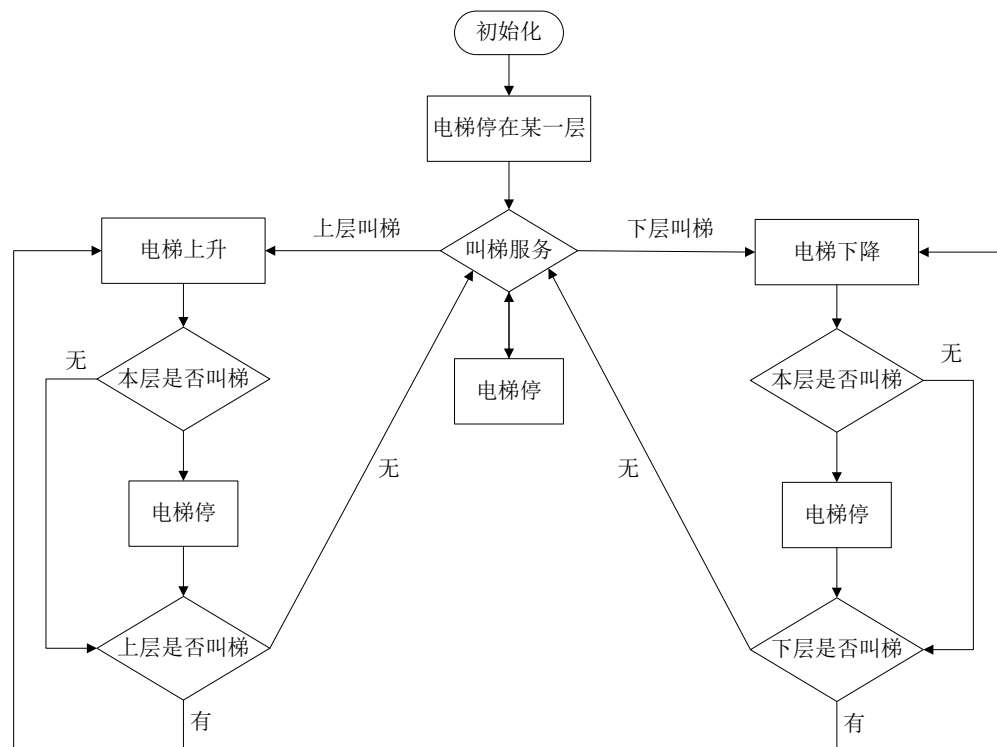 初始化
电梯停在某一层
上层叫梯
下层叫梯
电梯上升
叫梯服务
电梯下降
无
本层是否叫梯
电梯停
本层是否叫梯
无
无
无
电梯停
电梯停
上层是否叫梯
下层是否叫梯
有
有